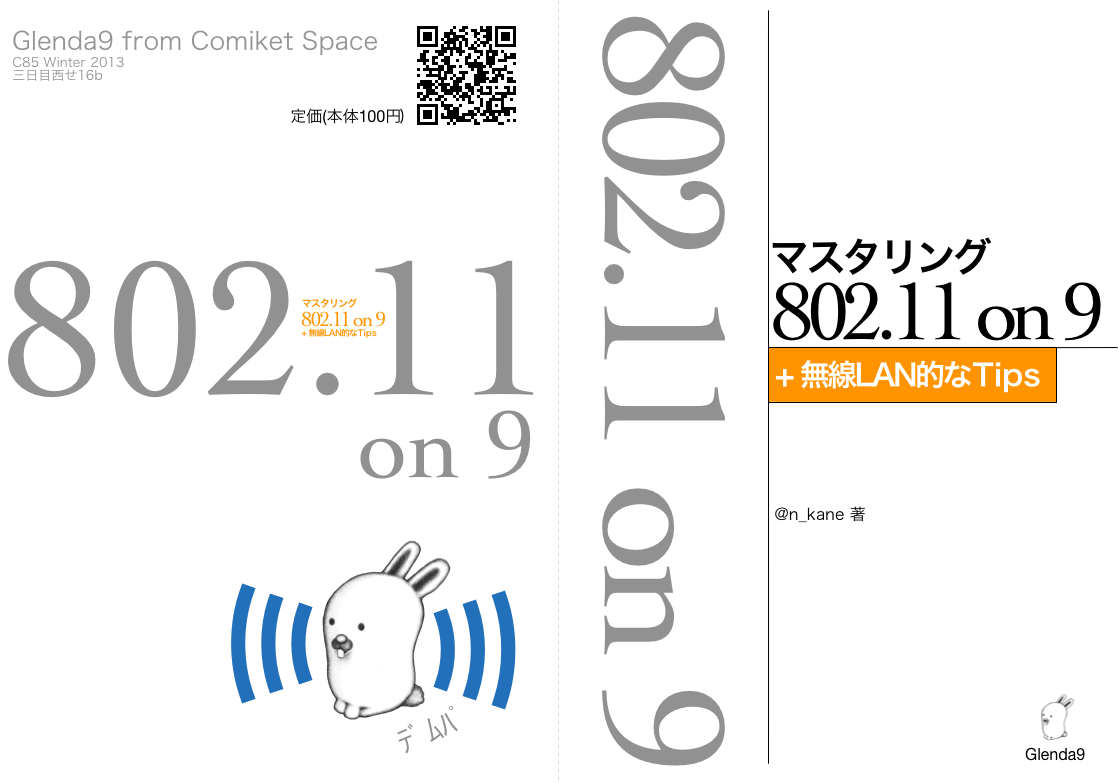 Glenda9 from Comiket Space
C85 Winter 2013
三日目西せ16b
定価(本体100円)
802.11
on 9
マスタリング
802.11 on 9
+ 無線LAN的なTips
デムパ
802.11 on 9
マスタリング
802.11 on 9
+ 無線LAN的なTips
@n_kane 著
Glenda9